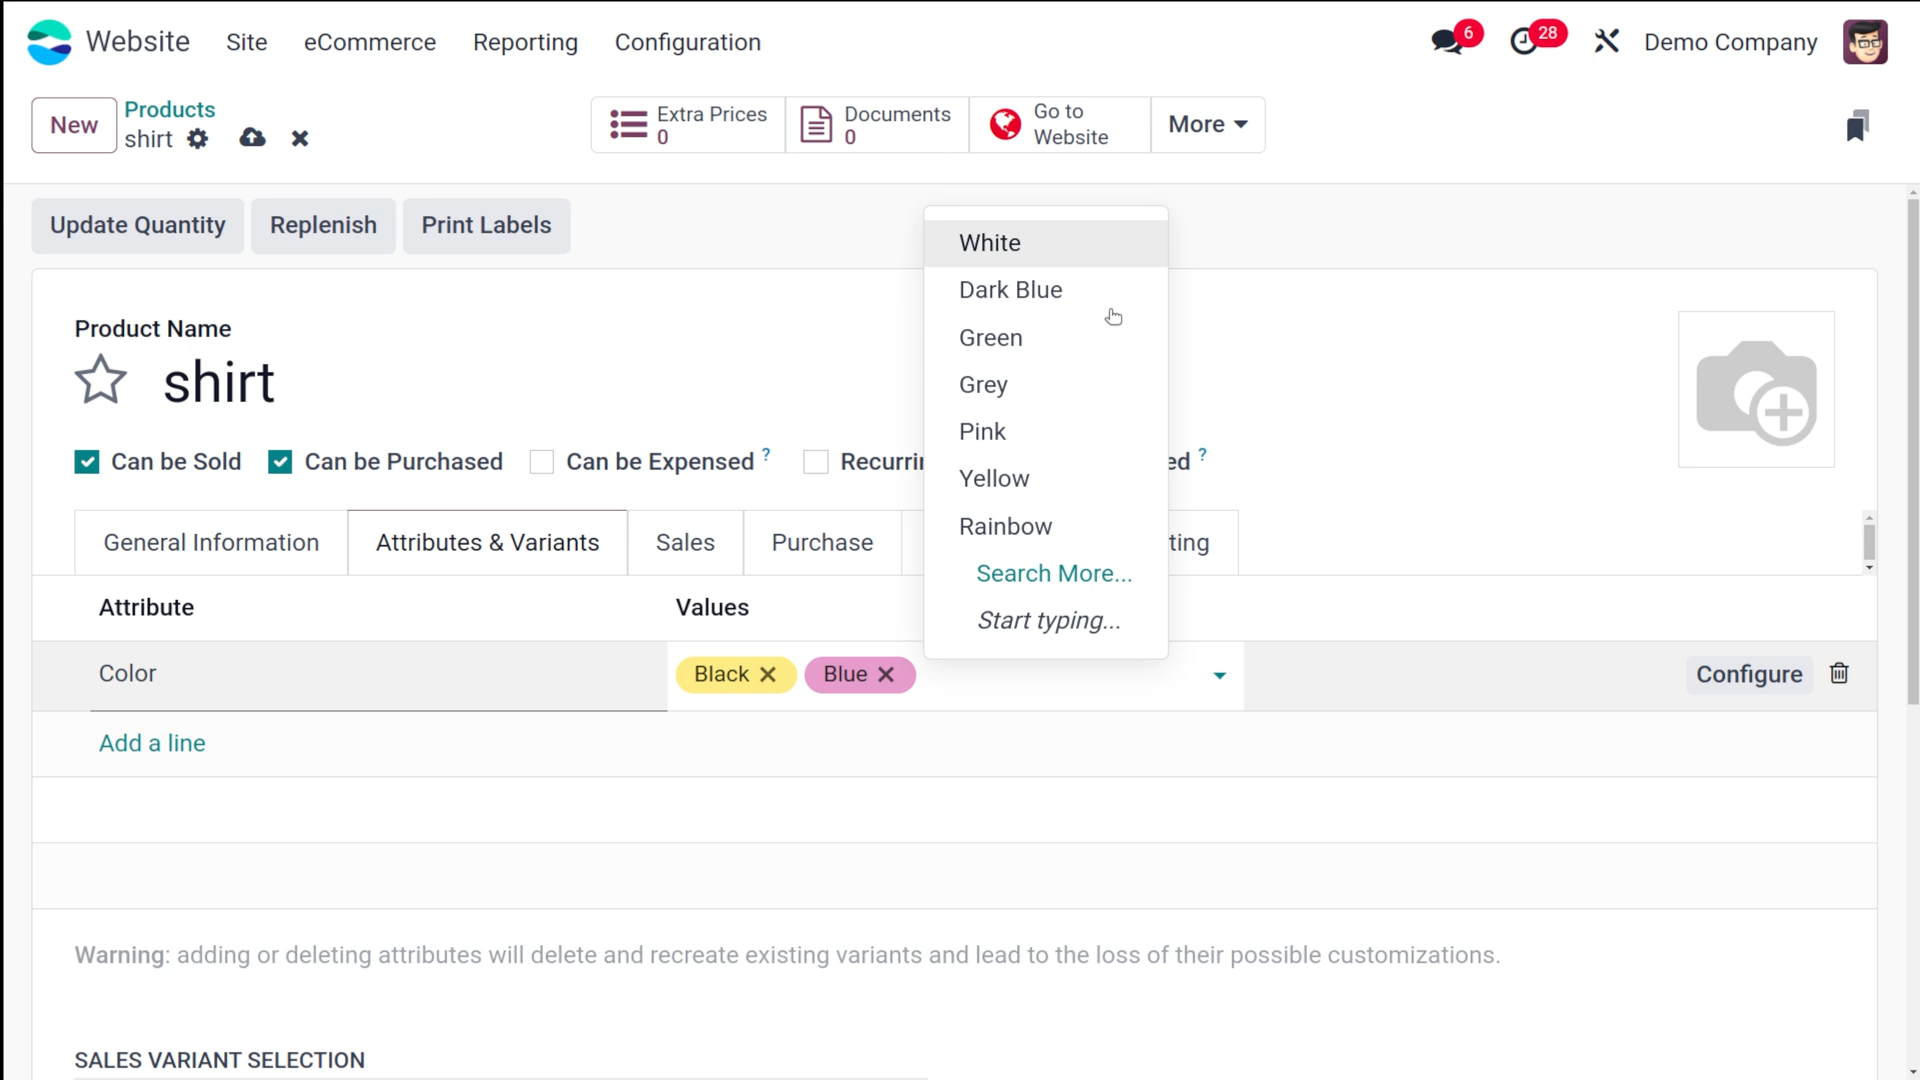 Website Site eCommerce Reporting Configuration 6 28 Demo Company
New Products
shirt
Extra Prices
0
Documents
0
Go to
Website
More
Update Quantity Replenish Print Labels
White
Dark Blue
Green
Grey
Pink
Yellow
Rainbow
Search More...
Start typing...
Product Name
shirt
Can be Sold Can be Purchased Can be Expensed ? Recurrin ed ?
General Information Attributes & Variants Sales Purchase ting
Attribute Values
Color Black Blue Configure
Add a line
Warning: adding or deleting attributes will delete and recreate existing variants and lead to the loss of their possible customizations.
SALES VARIANT SELECTION